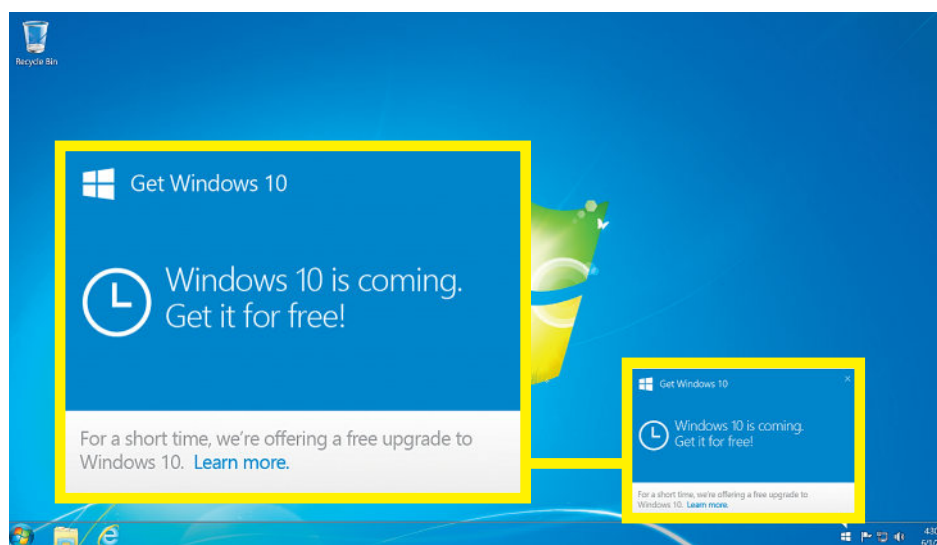 Recycle Bin
Get Windows 10
Windows 10 is coming.
Get it for free!
For a short time, we're offering a free upgrade to
Windows 10. Learn more.
Get Windows 10
Windows 10 is coming.
Get it for free!
For a short time, we're offering a free upgrade to
Windows 10. Learn more.